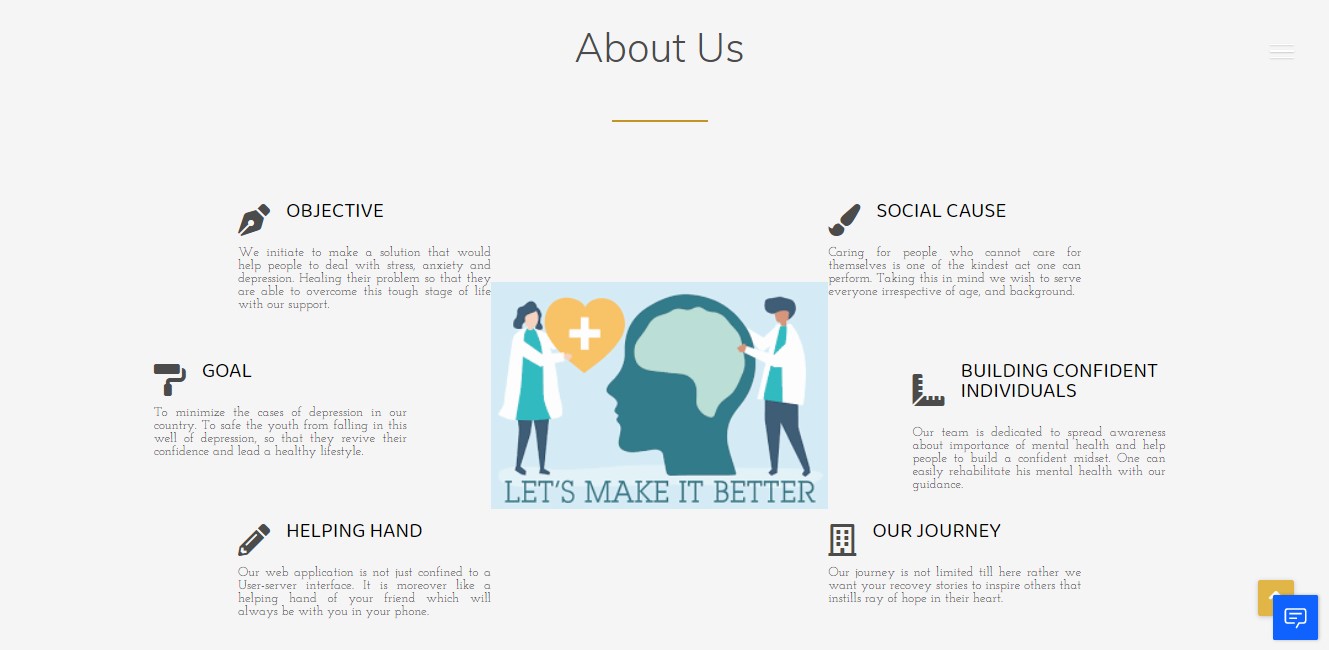 About Us
OBJECTIVE
We initiate to make a solution that would
help people to deal with stress, anxiety and
depression. Healing their problem so that they
are able to overcome this tough stage of life
with our support.
SOCIAL CAUSE
Caring for people who cannot care for
themselves is one of the kindest act one can
perform. Taking this in mind we wish to serve
everyone irrespective of age, and background.
GOAL
To minimize the cases of depression in our
country. To safe the youth from falling in this
well of depression, so that they revive their
confidence and lead a healthy lifestyle.
BUILDING CONFIDENT
INDIVIDUALS
Our team is dedicated to spread awareness
about importance of mental health and help
people to build a confident midset. One can
easily rehabilitate his mental health with our
guidance.
LET'S MAKE IT BETTER
HELPING HAND
Our web application is not just confined to a
User-server interface. It is moreover like a
helping hand of your friend which will
always be with you in your phone.
OUR JOURNEY
Our journey is not limited till here rather we
want your recovey stories to inspire others that
instills ray of hope in their heart.